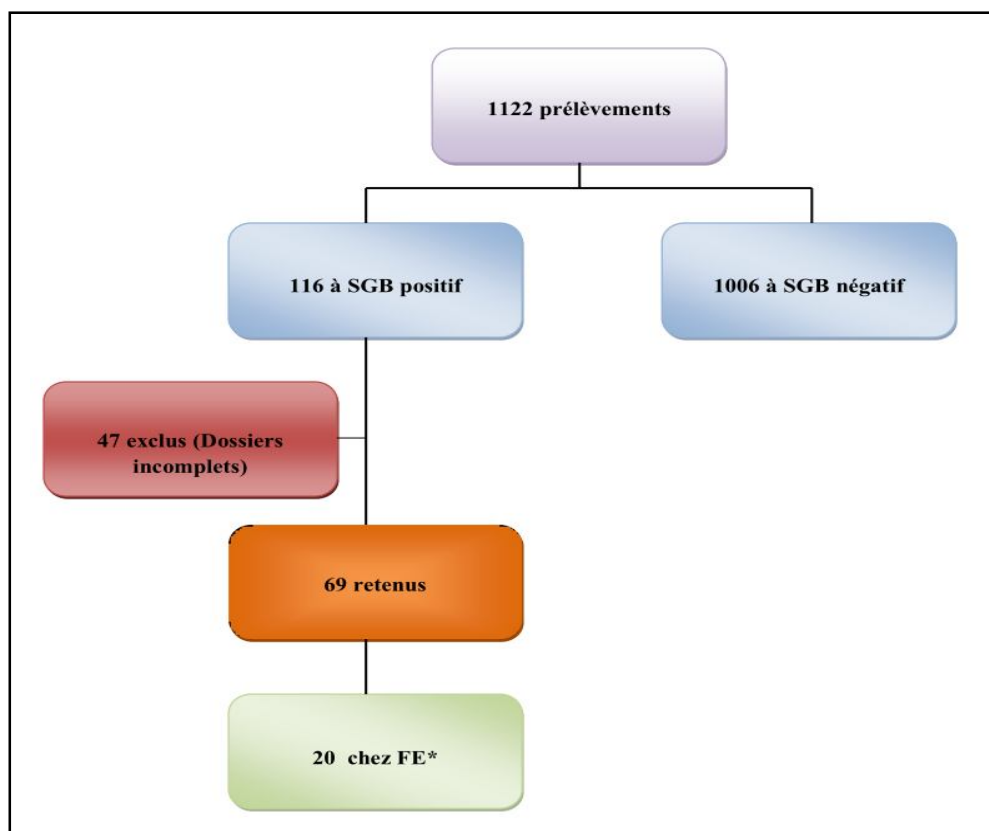 1122 prélèvements
116 à SGB positif
1006 à SGB négatif
47 exclus (Dossiers
incomplets)
69 retenus
20 chez FE*